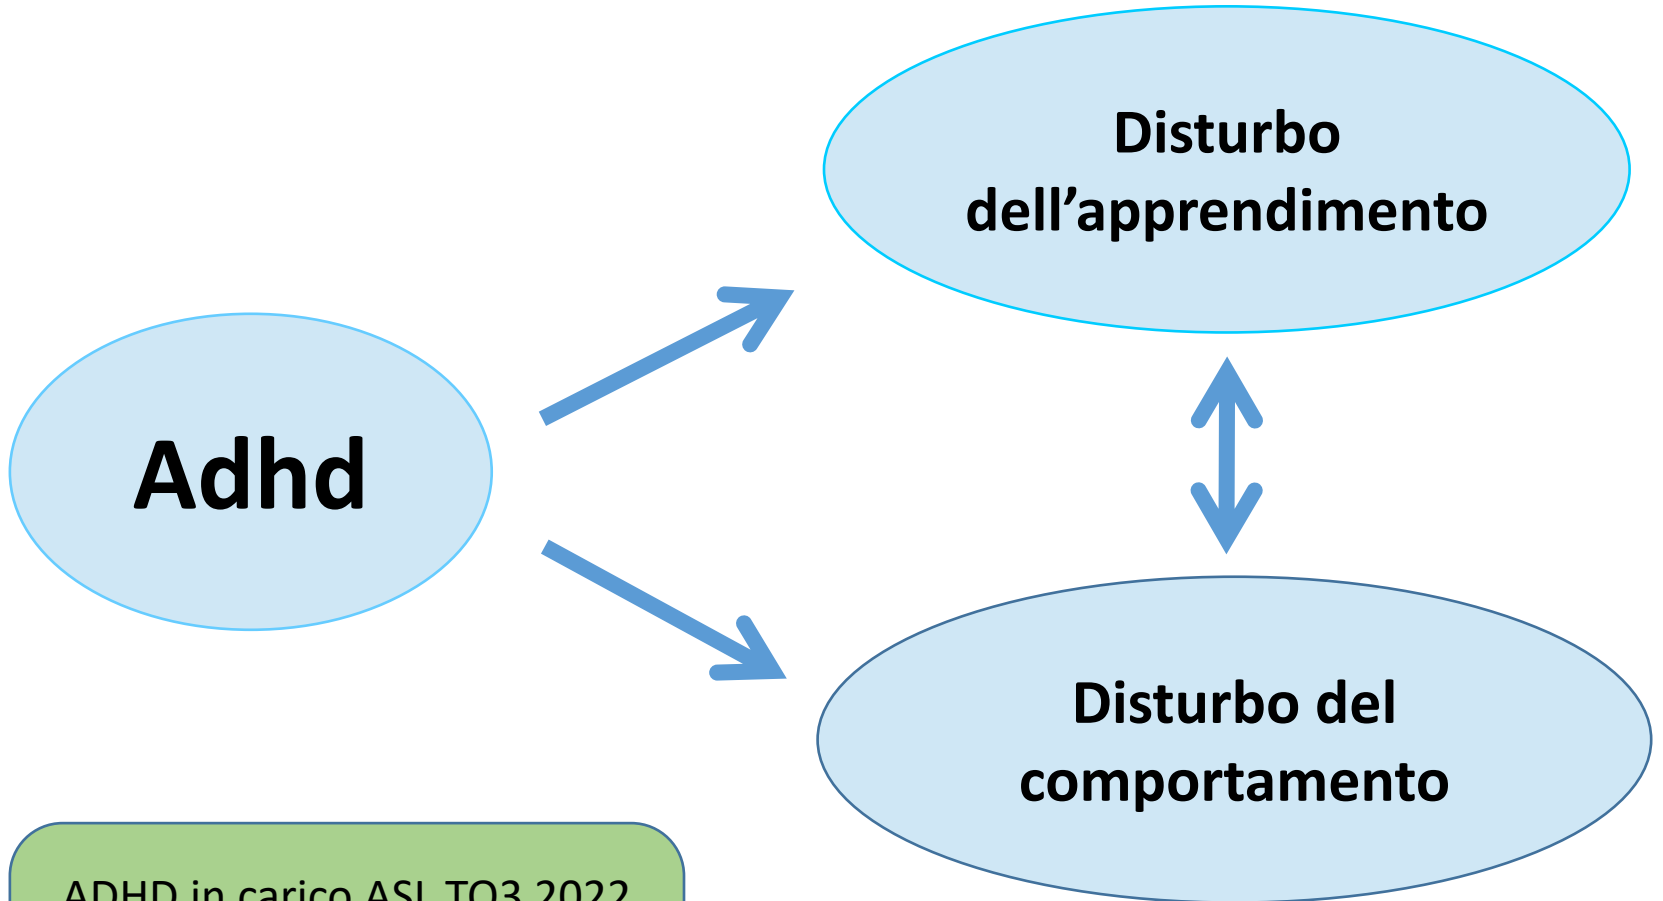 Disturbo
dell’apprendimento
Adhd
Disturbo del
comportamento
ADHD in carico ASL TO3 2022